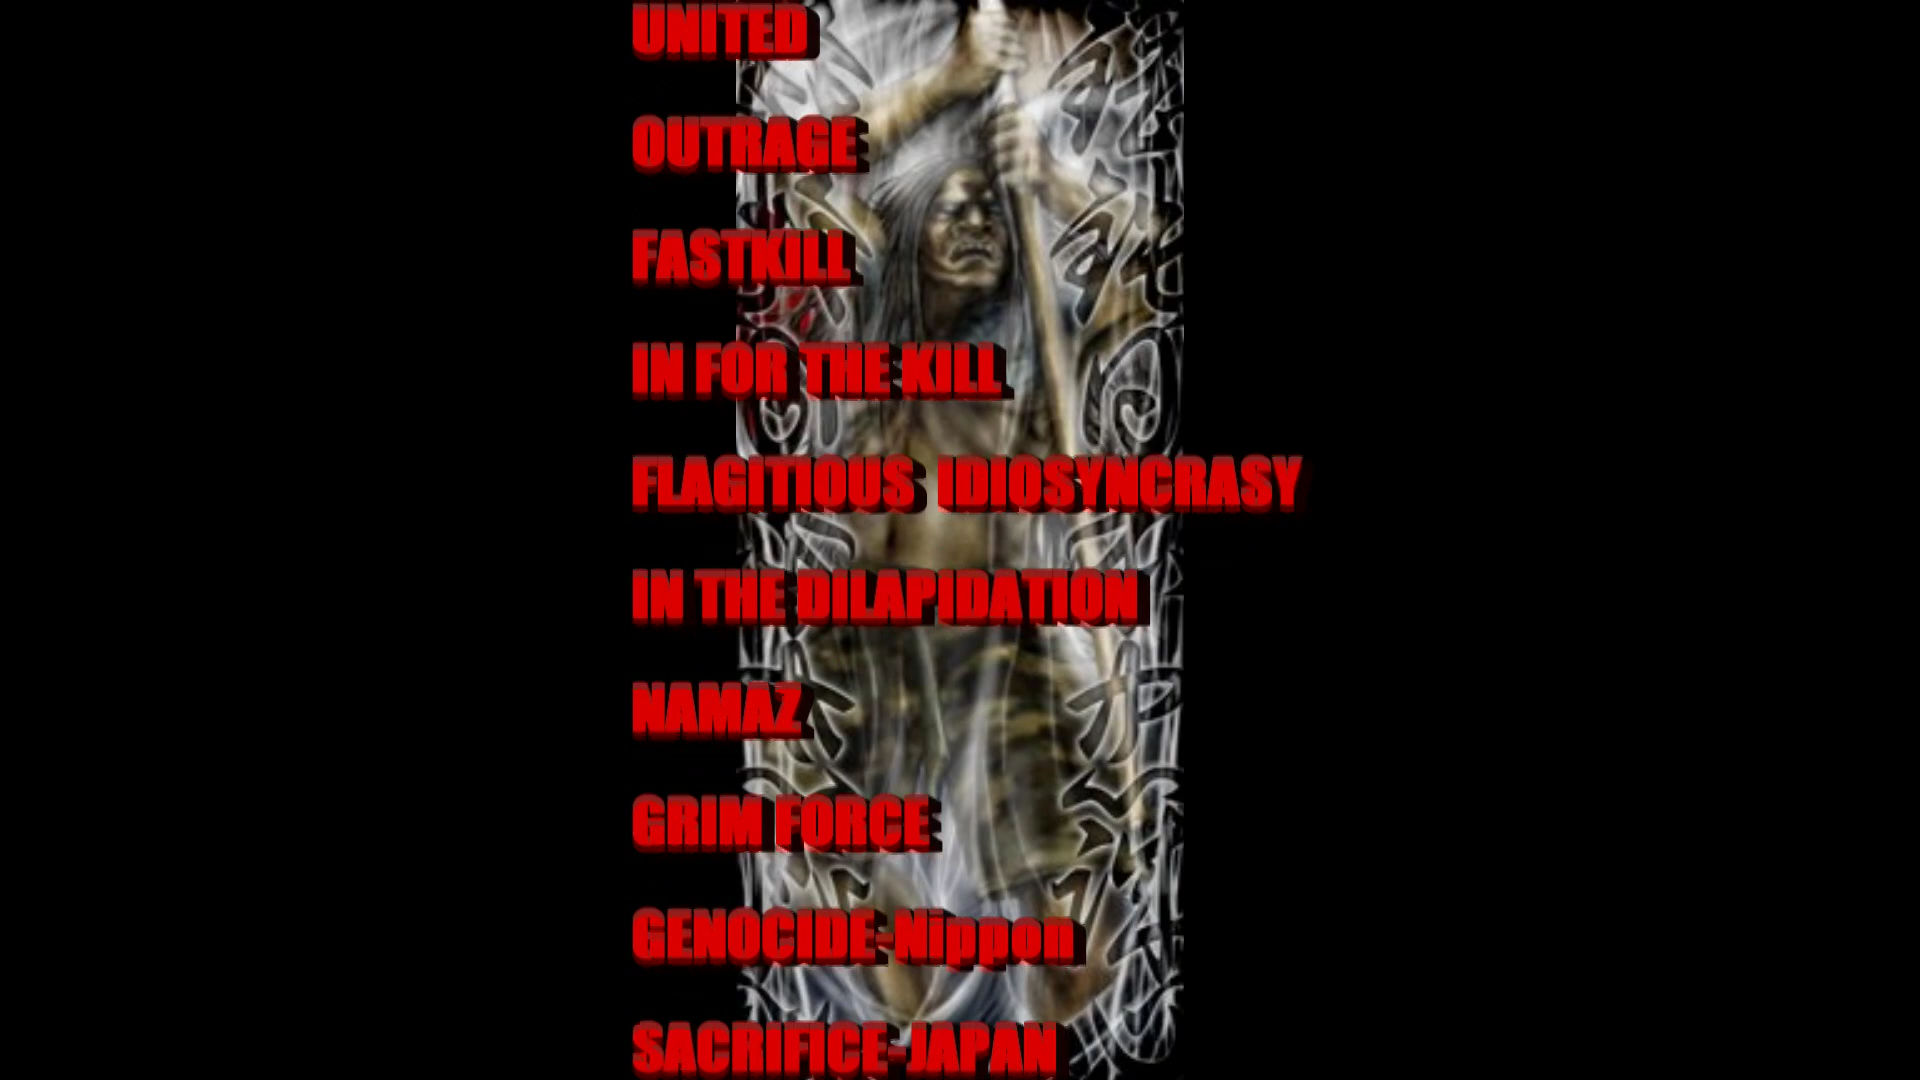 UNITED
OUTRAGE
FASTKILL
IN FOR THE KILL
FLAGITIOUS IDIOSYNCRASY
IN THE DILAPIDATION
NAMAZ
GRIM FORCE
GENOCIDE-Nippon
SACRIFICE-JAPAN